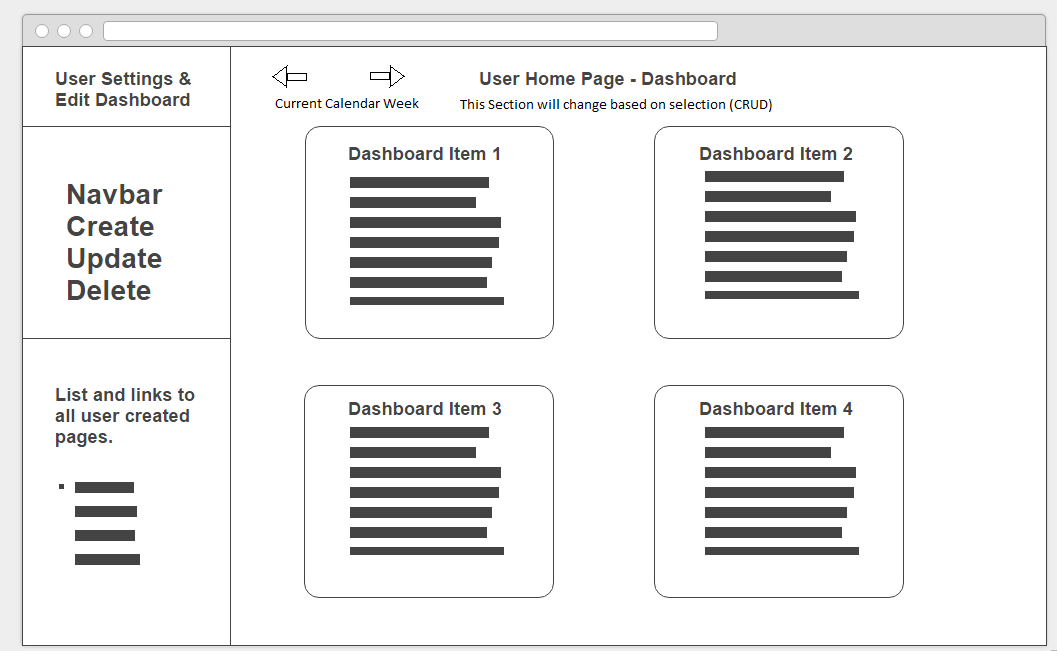 User Settings &
Edit Dashboard
Navbar
Create
Update
Delete
List and links to
all user created
pages.
User Home Page - Dashboard
Current Calendar Week
This Section will change based on selection (CRUD)
Dashboard Item 1
Dashboard Item 2
Dashboard Item 3
Dashboard Item 4